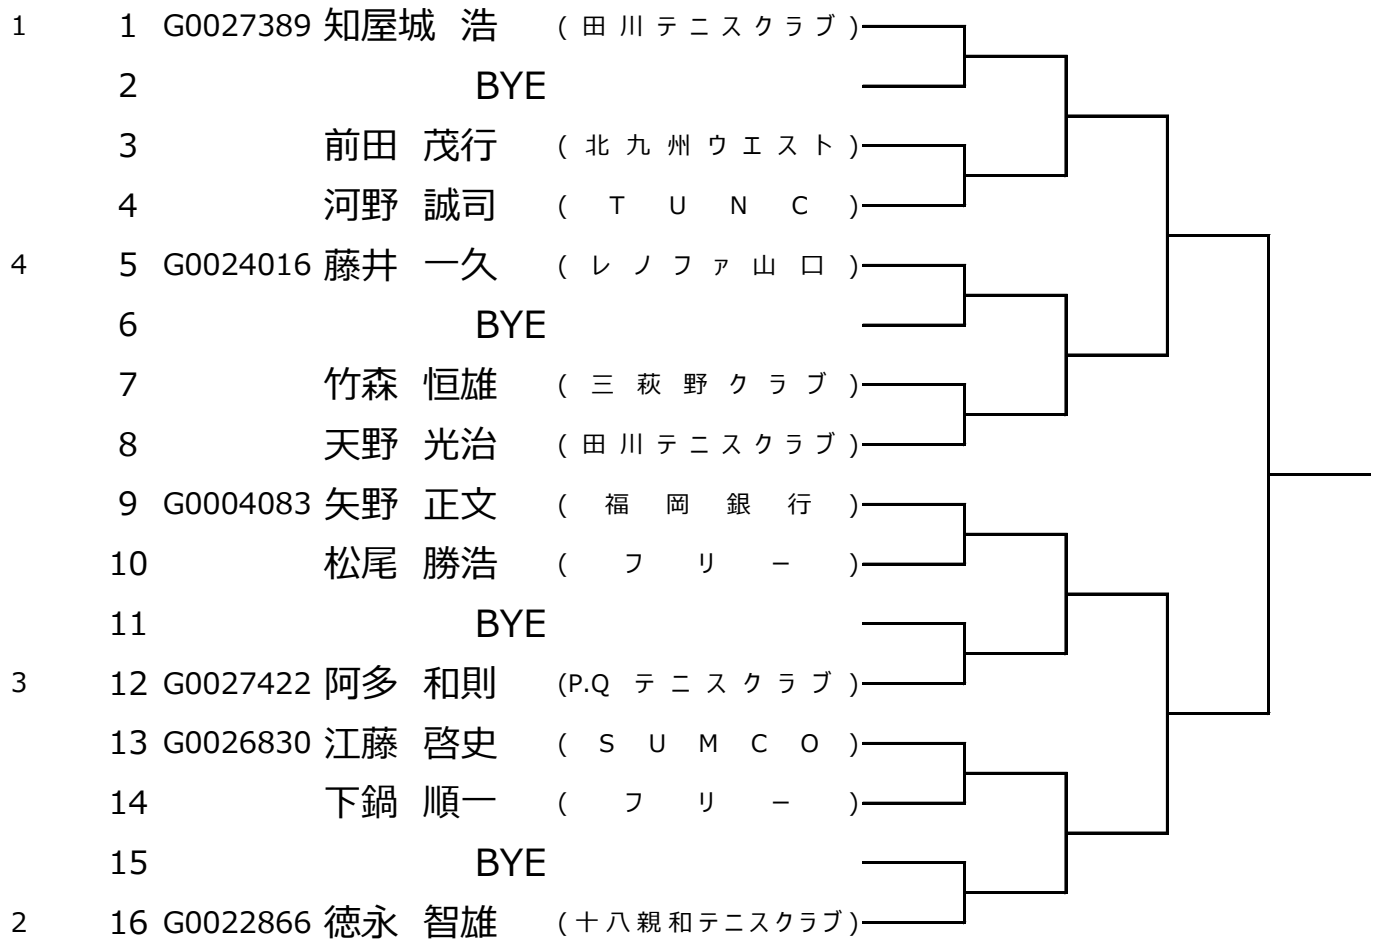 1 1 G0027389 知屋城 浩 (田川テニスクラブ)
2 BYE
3 前田 茂行 (北九州ウエスト)
4 河野 誠司 (TUNC)
4 5 G0024016 藤井 一久 (レノファ山口)
6 BYE
7 竹森 恒雄 (三萩野クラブ)
8 天野 光治 (田川テニスクラブ)
9 G0004083 矢野 正文 (福岡銀行)
10 松尾 勝浩 (フリー)
11 BYE
3 12 G0027422 阿多 和則 (P.Q テニスクラブ)
13 G0026830 江藤 啓史 (SUMCO)
14 下鍋 順一 (フリー)
15 BYE
2 16 G0022866 徳永 智雄 (十八親和テニスクラブ)